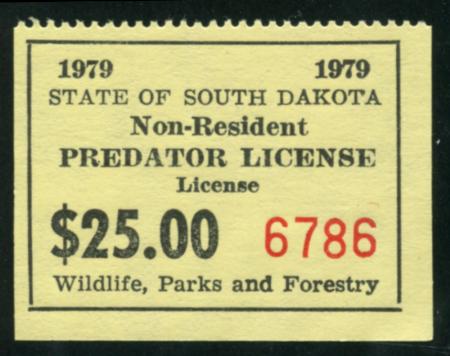 1979 1979
STATE OF SOUTH DAKOTA
Non-Resident
PREDATOR LICENSE
License
$25.00 6786
Wildlife, Parks and Forestry